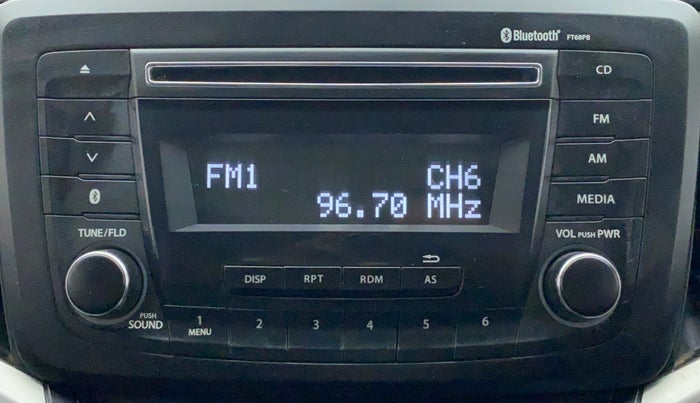 Bluetooth® FT68PB
CD
FM
AM
MEDIA
FM1 CH6
96.70 MHz
TUNE/FLD
VOL PUSH PWR
DISP RPT RDM AS
PUSH
SOUND
1 2 3 4 5 6
MENU